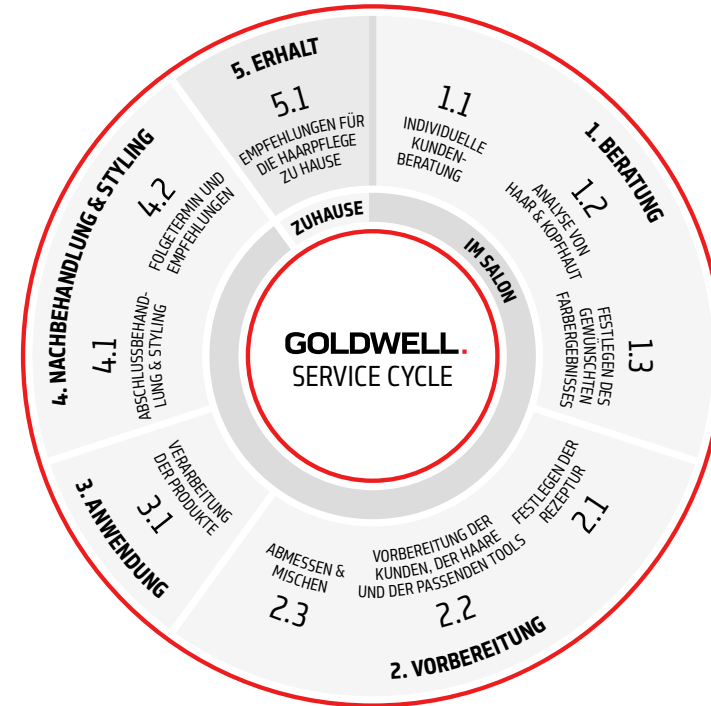 GOLDWELL.
SERVICE CYCLE
IM SALON
ZUHAUSE
1. BERATUNG
1.1
INDIVIDUELLE
KUNDEN-
BERATUNG
1.2
ANALYSE VON
HAAR & KOPFHAUT
1.3
FESTLEGEN DES
GEWÜNSCHTEN
FARBERGEBNISSES
2. VORBEREITUNG
2.1
FESTLEGEN DER
REZEPTUR
2.2
VORBEREITUNG DER
KUNDEN, DER HAARE
UND DER PASSENDEN TOOLS
2.3
ABMESSEN &
MISCHEN
3. ANWENDUNG
3.1
VERARBEITUNG
DER PRODUKTE
4. NACHBEHANDLUNG & STYLING
4.1
ABSCHLUSSBEHAND-
LUNG & STYLING
4.2
FOLGETERMIN UND
EMPFEHLUNGEN
5. ERHALT
5.1
EMPFEHLUNGEN FÜR
DIE HAARPFLEGE
ZU HAUSE